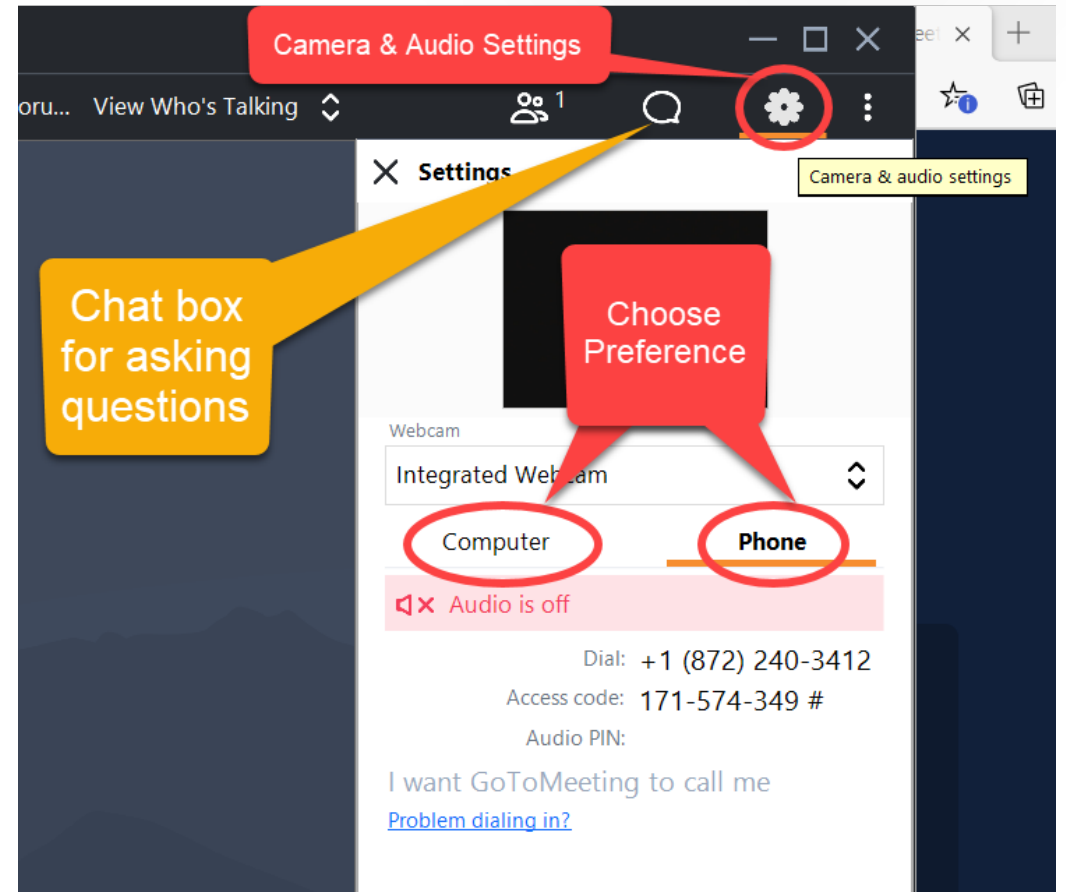 Camera & Audio Settings
eet
oru... View Who's Talking
1
Settings
Camera & audio settings
Chat box
for asking
questions
Choose
Preference
Webcam
Integrated Webcam
Computer
Phone
Audio is off
Dial: +1 (872) 240-3412
Access code: 171-574-349 #
Audio PIN:
I want GoToMeeting to call me
Problem dialing in?